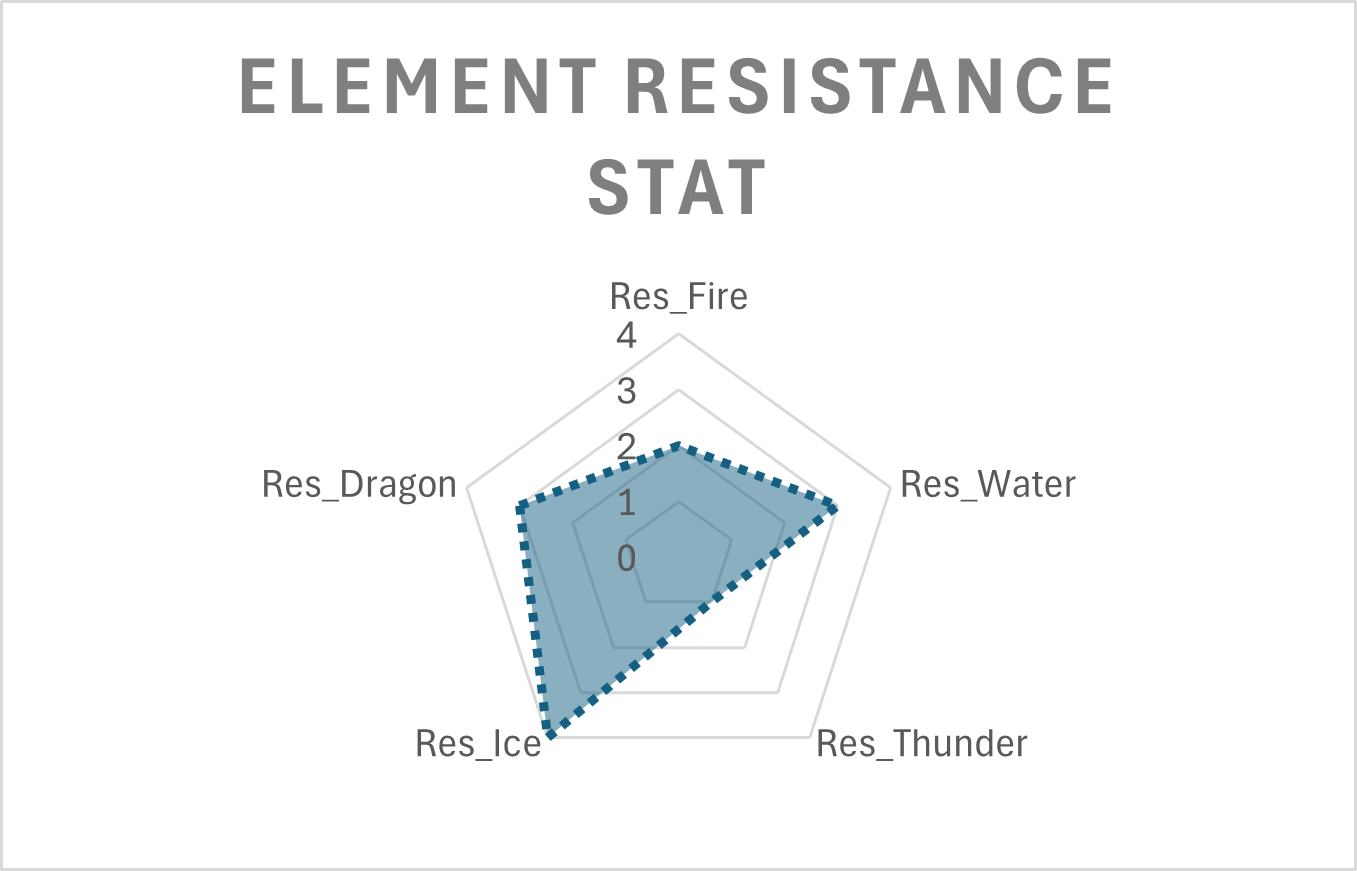 ELEMENT RESISTANCE
STAT
Res_Fire
4
3
2
1
0
Res_Dragon
Res_Water
Res_Ice
Res_Thunder